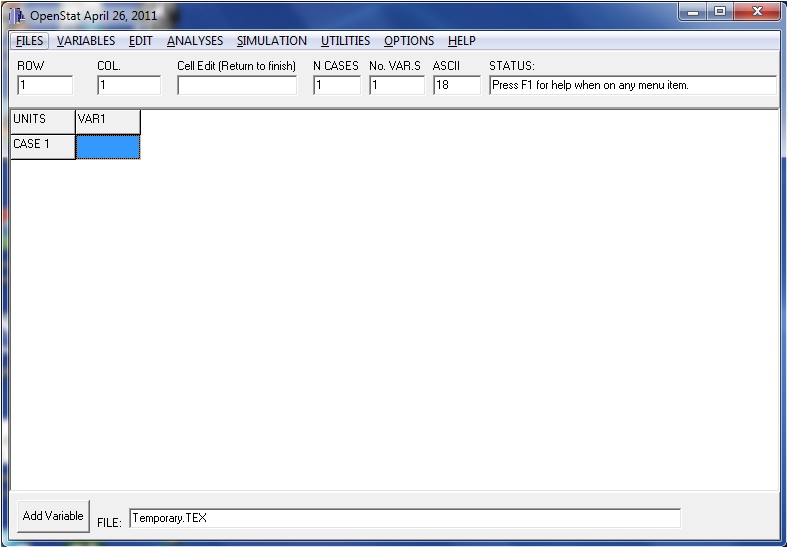 OpenStat April 26, 2011
FILES VARIABLES EDIT ANALYSES SIMULATION UTILITIES OPTIONS HELP
ROW COL. Cell Edit (Return to finish) N CASES No. VAR.S ASCII STATUS:
1 1 1 1 18 Press F1 for help when on any menu item.
UNITS VAR1
CASE 1
Add Variable FILE: Temporary.TEX